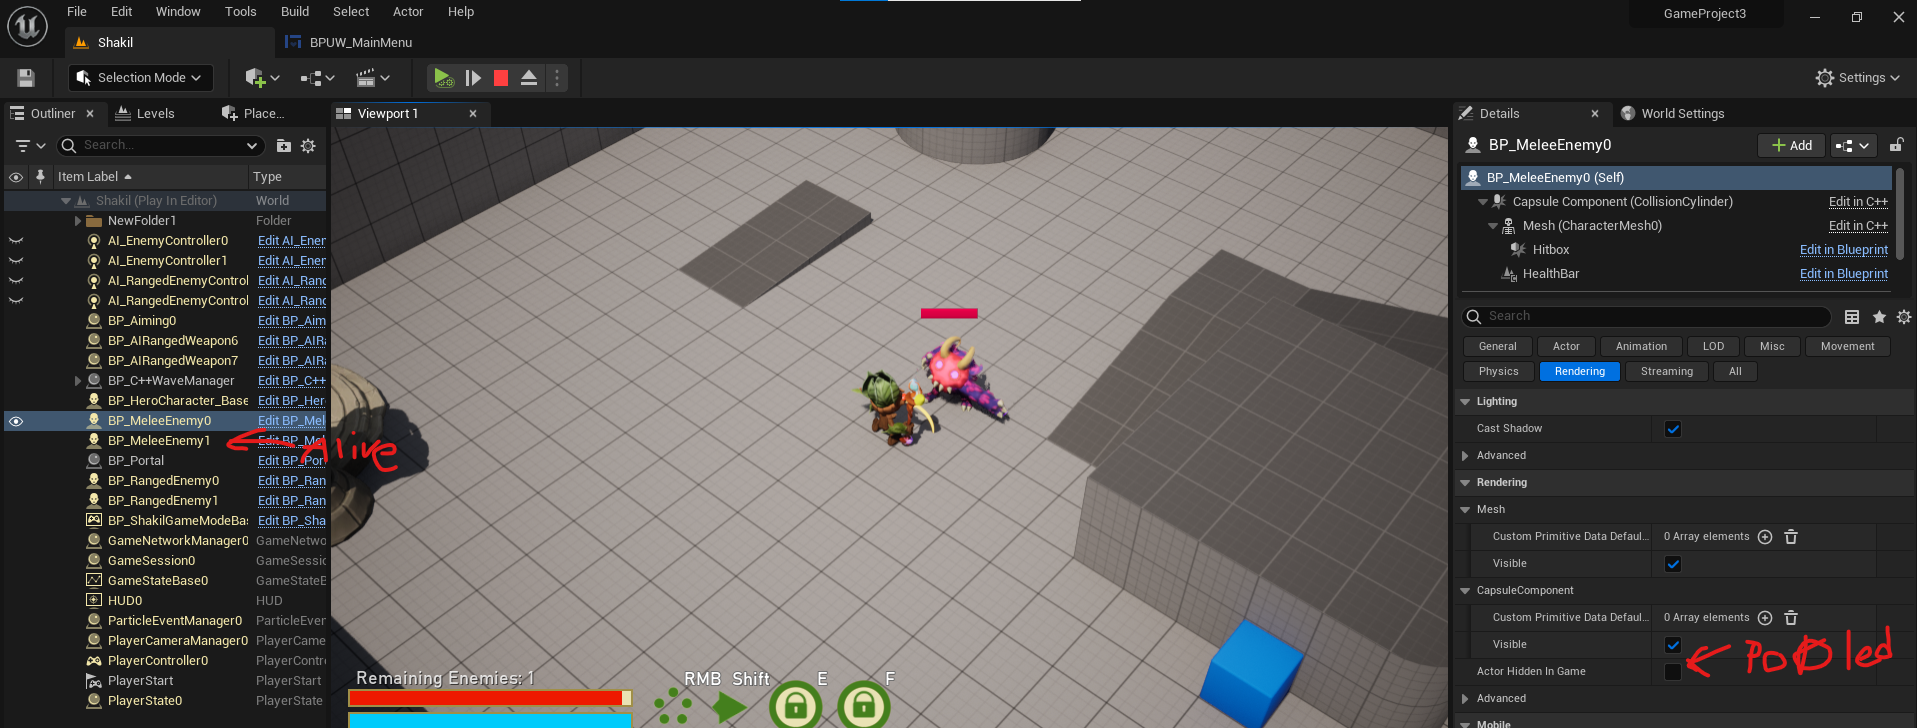 File Edit Window Tools Build Select Actor Help
GameProject3
Shakil
BPUW_MainMenu
Selection Mode
Settings
Outliner
Levels
Place...
Search...
Item Label
Type
Shakil (Play In Editor) World
NewFolder1 Folder
AI_EnemyController0 Edit AI_Ener
AI_EnemyController1 Edit AI_Ener
AI_RangedEnemyControl Edit AI_Ranc
AI_RangedEnemyControl Edit AI_Ranc
BP_Aiming0 Edit BP_Aim
BP_AIRangedWeapon6 Edit BP_AIRa
BP_AIRangedWeapon7 Edit BP_AIRa
BP_C++WaveManager Edit BP_C++
BP_HeroCharacter_Base Edit BP_Her
BP_MeleeEnemy0 Edit BP_Mel
BP_MeleeEnemy1 Edit BP_Mel
Alive
BP_Portal Edit BP_Por
BP_RangedEnemy0 Edit BP_Ran
BP_RangedEnemy1 Edit BP_Ran
BP_ShakilGameModeBa Edit BP_Sha
GameNetworkManager0 GameNetwo
GameSession0 GameSessic
GameStateBase0 GameStateB
HUD0 HUD
ParticleEventManager0 ParticleEven
PlayerCameraManager0 PlayerCame
PlayerController0 PlayerContr
PlayerStart PlayerStart
PlayerState0 PlayerState
Viewport 1
Remaining Enemies: 1
RMB Shift E F
Details
World Settings
BP_MeleeEnemy0
Add
BP_MeleeEnemy0 (Self)
Capsule Component (CollisionCylinder) Edit in C++
Mesh (CharacterMesh0) Edit in C++
Hitbox Edit in Blueprint
HealthBar Edit in Blueprint
Search
General Actor Animation LOD Misc Movement
Physics Rendering Streaming All
Lighting
Cast Shadow
Advanced
Rendering
Mesh
Custom Primitive Data Defaul... 0 Array elements
Visible
CapsuleComponent
Custom Primitive Data Defaul... 0 Array elements
Visible
Actor Hidden In Game
Advanced
Mobile